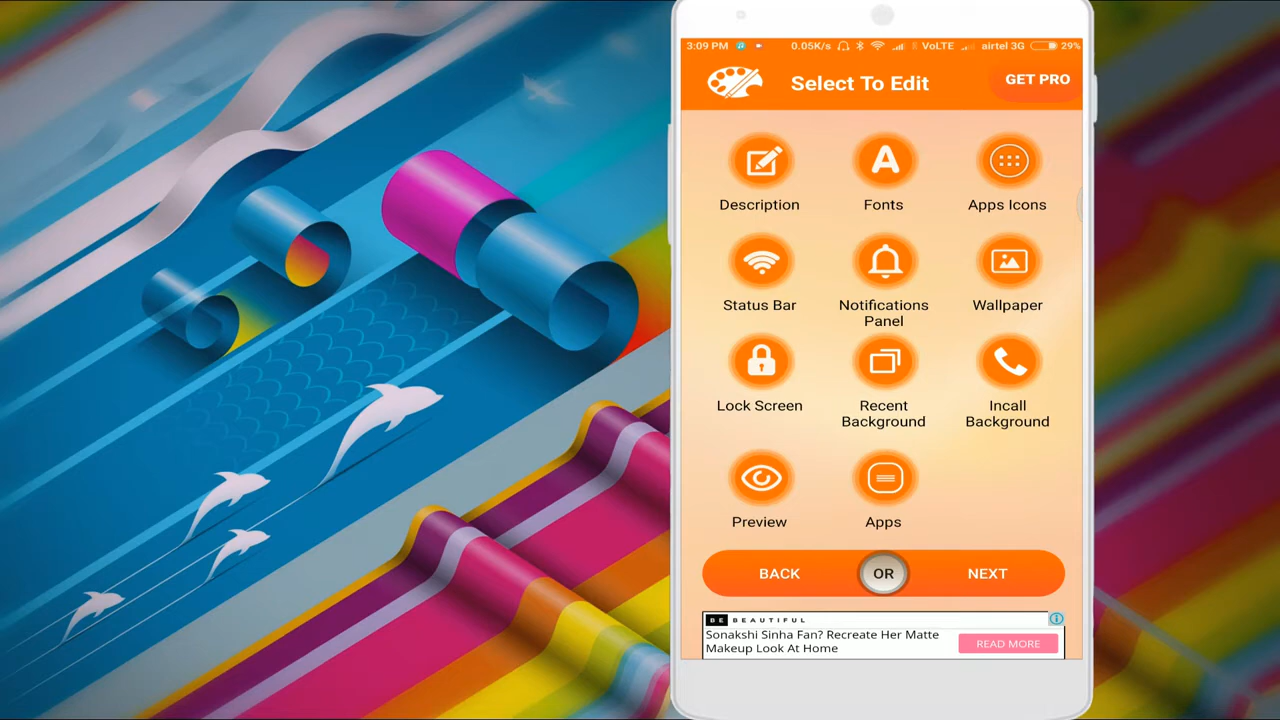 3:09 PM 0.05K/s VoLTE airtel 3G 29%
Select To Edit
GET PRO
Description Fonts Apps Icons
Status Bar Notifications Wallpaper
Panel
Lock Screen Recent Incall
Background Background
Preview Apps
BACK OR NEXT
BE BEAUTIFUL
Sonakshi Sinha Fan? Recreate Her Matte
Makeup Look At Home
READ MORE